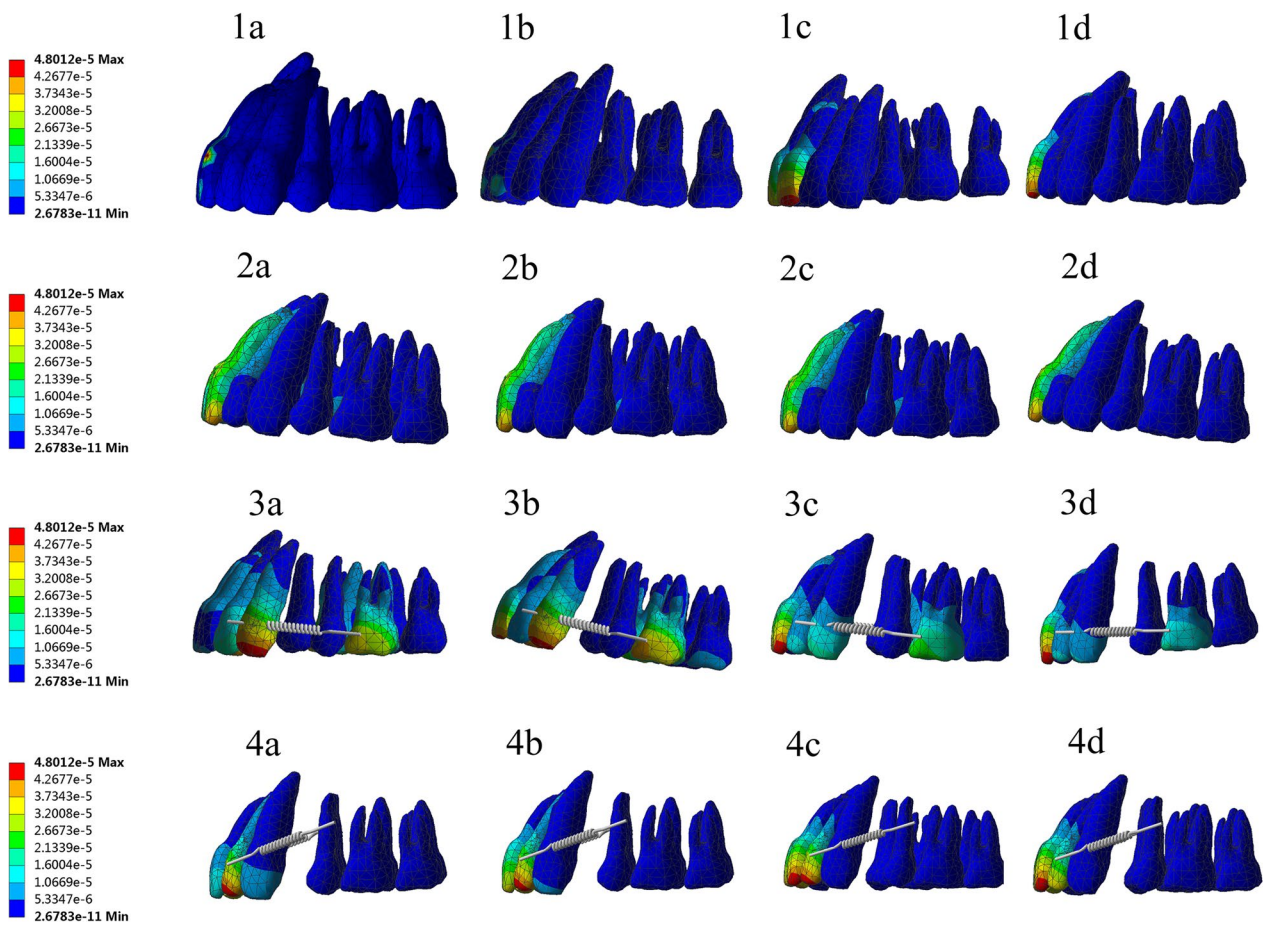 1a 1b 1c 1d
4.8012e-5 Max
4.2677e-5
3.7343e-5
3.2008e-5
2.6673e-5
2.1339e-5
1.6004e-5
1.0669e-5
5.3347e-6
2.6783e-11 Min
2a 2b 2c 2d
4.8012e-5 Max
4.2677e-5
3.7343e-5
3.2008e-5
2.6673e-5
2.1339e-5
1.6004e-5
1.0669e-5
5.3347e-6
2.6783e-11 Min
3a 3b 3c 3d
4.8012e-5 Max
4.2677e-5
3.7343e-5
3.2008e-5
2.6673e-5
2.1339e-5
1.6004e-5
1.0669e-5
5.3347e-6
2.6783e-11 Min
4a 4b 4c 4d
4.8012e-5 Max
4.2677e-5
3.7343e-5
3.2008e-5
2.6673e-5
2.1339e-5
1.6004e-5
1.0669e-5
5.3347e-6
2.6783e-11 Min